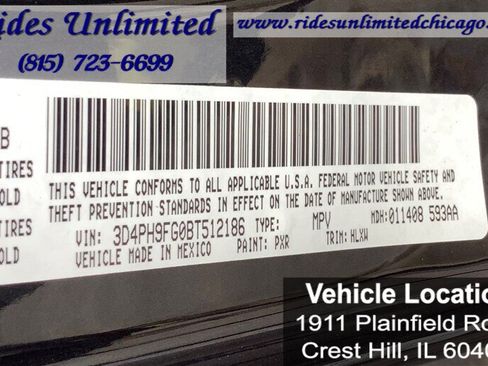 Rides Unlimited
(815) 723-6699
www.ridesunlimitedchicago.
B
TIRES
OLD
TIRES
OLD
THIS VEHICLE CONFORMS TO ALL APPLICABLE U.S.A. FEDERAL MOTOR VEHICLE SAFETY AND
THEFT PREVENTION STANDARDS IN EFFECT ON THE DATE OF MANUFACTURE SHOWN ABOVE.
VIN: 3D4PH9FG0BT512186 TYPE: MPV MDH:011408 593AA
VEHICLE MADE IN MEXICO PAINT: PXR TRIM: HLXW
Vehicle Locatio
1911 Plainfield Ro
Crest Hill, IL 6040